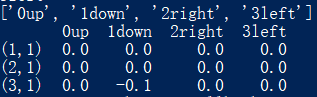 ['0up', '1down', '2right', '3left']
0up 1down 2right 3left
(1,1) 0.0 0.0 0.0 0.0
(2,1) 0.0 0.0 0.0 0.0
(3,1) 0.0 -0.1 0.0 0.0